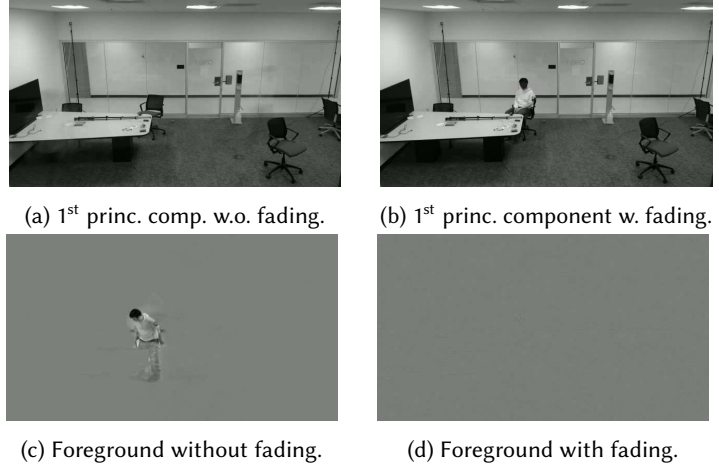 (a) 1st princ. comp. w.o. fading.
(b) 1st princ. component w. fading.
(c) Foreground without fading.
(d) Foreground with fading.